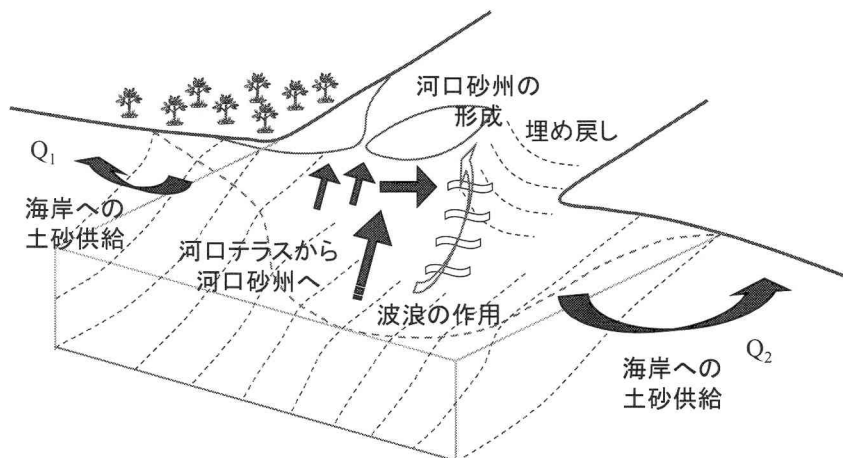 河口砂州の
形成
埋め戻し
Q1
海岸への
土砂供給
河口テラスから
河口砂州へ
波浪の作用
Q2
海岸への
土砂供給